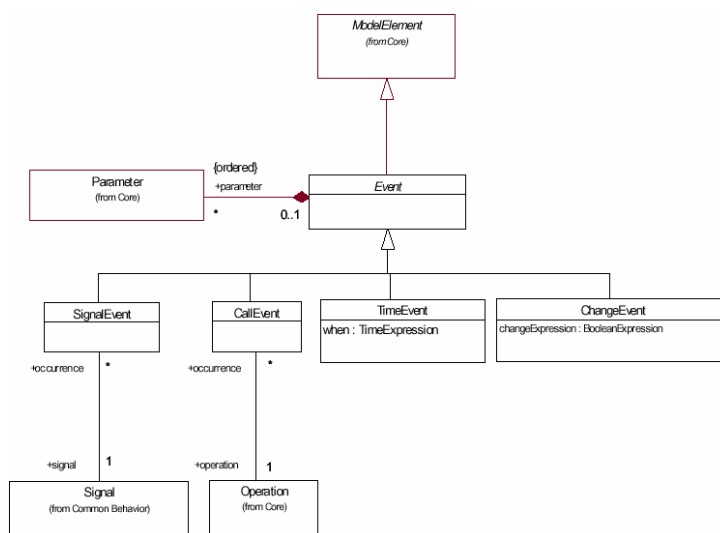 ModelElement
(from Core)
{ordered}
Parameter
(from Core)
+parameter
*
0..1
Event
SignalEvent
CallEvent
TimeEvent
when : TimeExpression
ChangeEvent
changeExpression : BooleanExpression
+occurrence
*
+occurrence
*
+signal
1
+operation
1
Signal
(from Common Behavior)
Operation
(from Core)